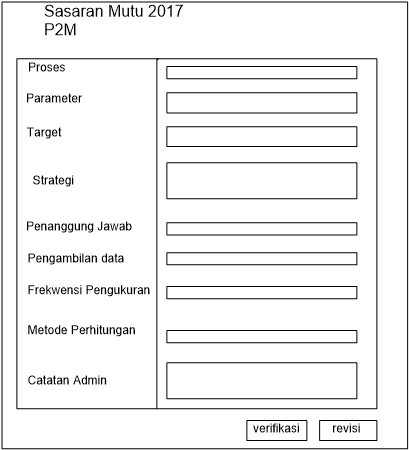 Sasaran Mutu 2017
P2M
Proses
Parameter
Target
Strategi
Penanggung Jawab
Pengambilan data
Frekwensi Pengukuran
Metode Perhitungan
Catatan Admin
verifikasi
revisi